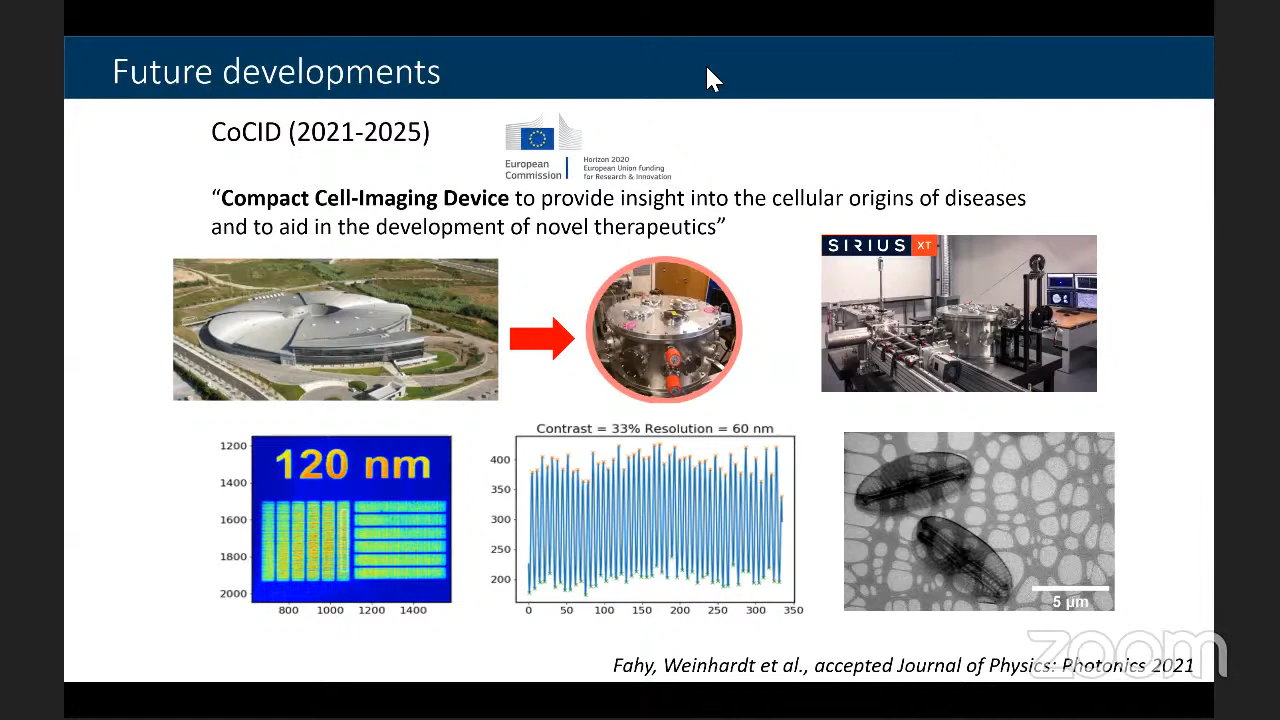 Future developments
CoCID (2021-2025)
European
Commission
Horizon 2020
European Union funding
for Research & Innovation
“Compact Cell-Imaging Device to provide insight into the cellular origins of diseases
and to aid in the development of novel therapeutics”
SIRIUS XT
120 nm
1200
1400
1600
1800
2000
800 1000 1200 1400
Contrast = 33% Resolution = 60 nm
400
350
300
250
200
0 50 100 150 200 250 300 350
5 µm
Fahy, Weinhardt et al., accepted Journal of Physics: Photonics 2021
zoom